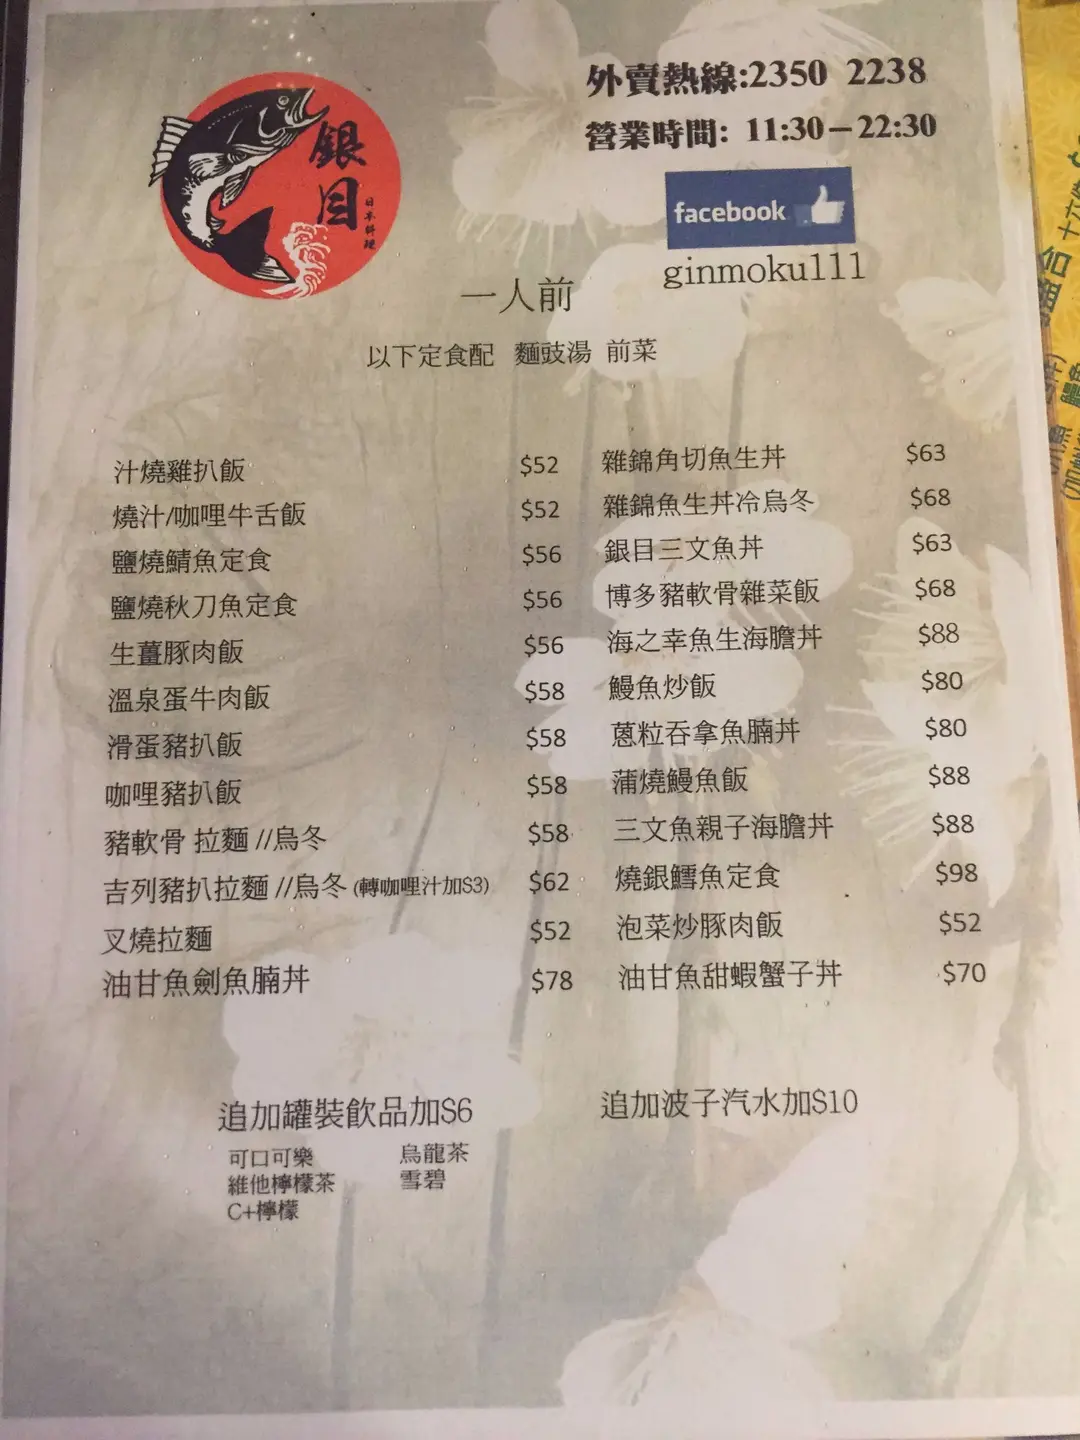 外賣熱線:2350 2238
營業時間: 11:30－22:30
銀目
日本料理
facebook
ginmoku111
一人前
以下定食配 麵豉湯 前菜
汁燒雞扒飯 $52
燒汁/咖哩牛舌飯 $52
鹽燒鯖魚定食 $56
鹽燒秋刀魚定食 $56
生薑豚肉飯 $56
溫泉蛋牛肉飯 $58
滑蛋豬扒飯 $58
咖哩豬扒飯 $58
豬軟骨 拉麵 //烏冬 $58
吉列豬扒拉麵 //烏冬 (轉咖哩汁加$3) $62
叉燒拉麵 $52
油甘魚劍魚腩丼 $78
雜錦角切魚生丼 $63
雜錦魚生丼冷烏冬 $68
銀目三文魚丼 $63
博多豬軟骨雜菜飯 $68
海之幸魚生海膽丼 $88
鰻魚炒飯 $80
蔥粒吞拿魚腩丼 $80
蒲燒鰻魚飯 $88
三文魚親子海膽丼 $88
燒銀鱈魚定食 $98
泡菜炒豚肉飯 $52
油甘魚甜蝦蟹子丼 $70
追加罐裝飲品加$6
可口可樂 烏龍茶
維他檸檬茶 雪碧
C+檸檬
追加波子汽水加$10